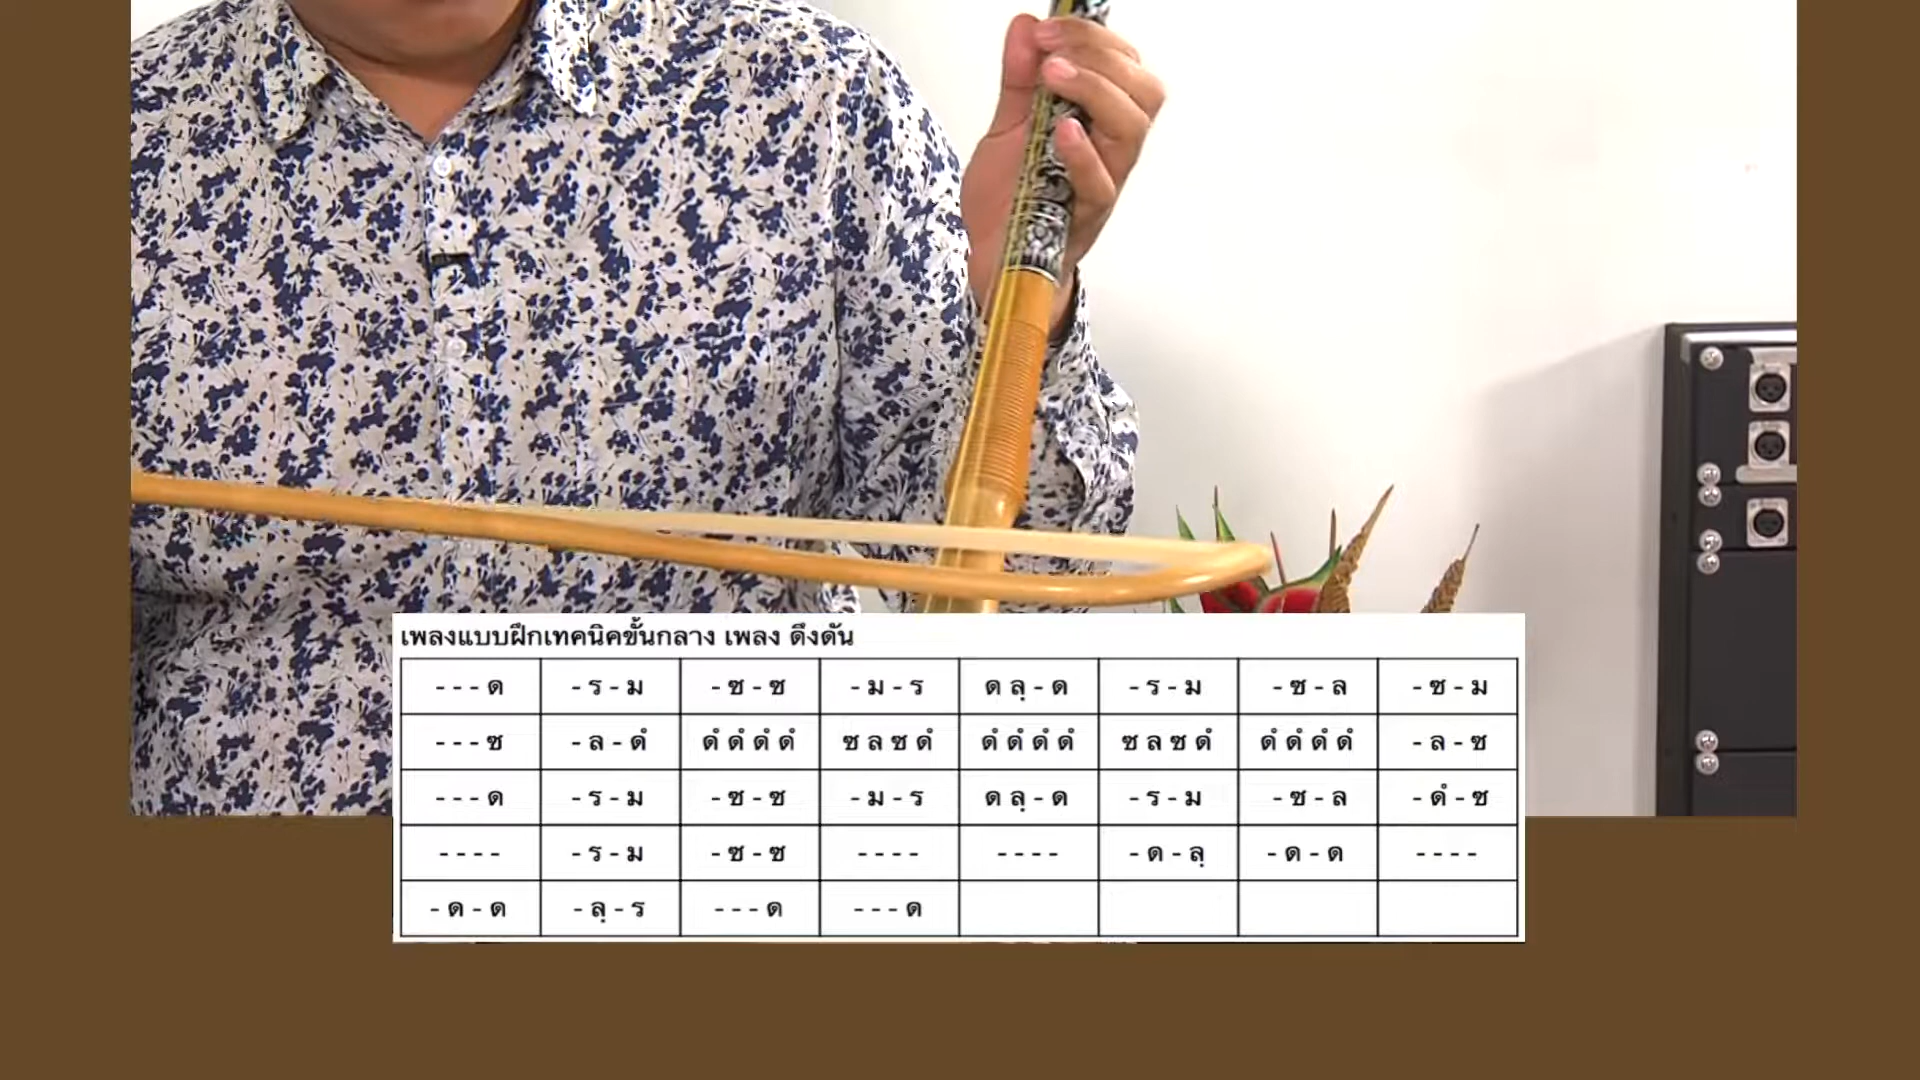 เพลงแบบฝึกเทคนิคขั้นกลาง เพลง ดึงดัน
- - - ด - ร - ม - ซ - ซ - ม - ร ด ลฺ - ด - ร - ม - ซ - ล - ซ - ม
- - - ซ - ล - ดํ ดํ ดํ ดํ ดํ ซ ล ซ ดํ ดํ ดํ ดํ ดํ ซ ล ซ ดํ ดํ ดํ ดํ ดํ - ล - ซ
- - - ด - ร - ม - ซ - ซ - ม - ร ด ลฺ - ด - ร - ม - ซ - ล - ดํ - ซ
- - - - - ร - ม - ซ - ซ - - - - - - - - - ด - ลฺ - ด - ด - - - -
- ด - ด - ลฺ - ร - - - ด - - - ด